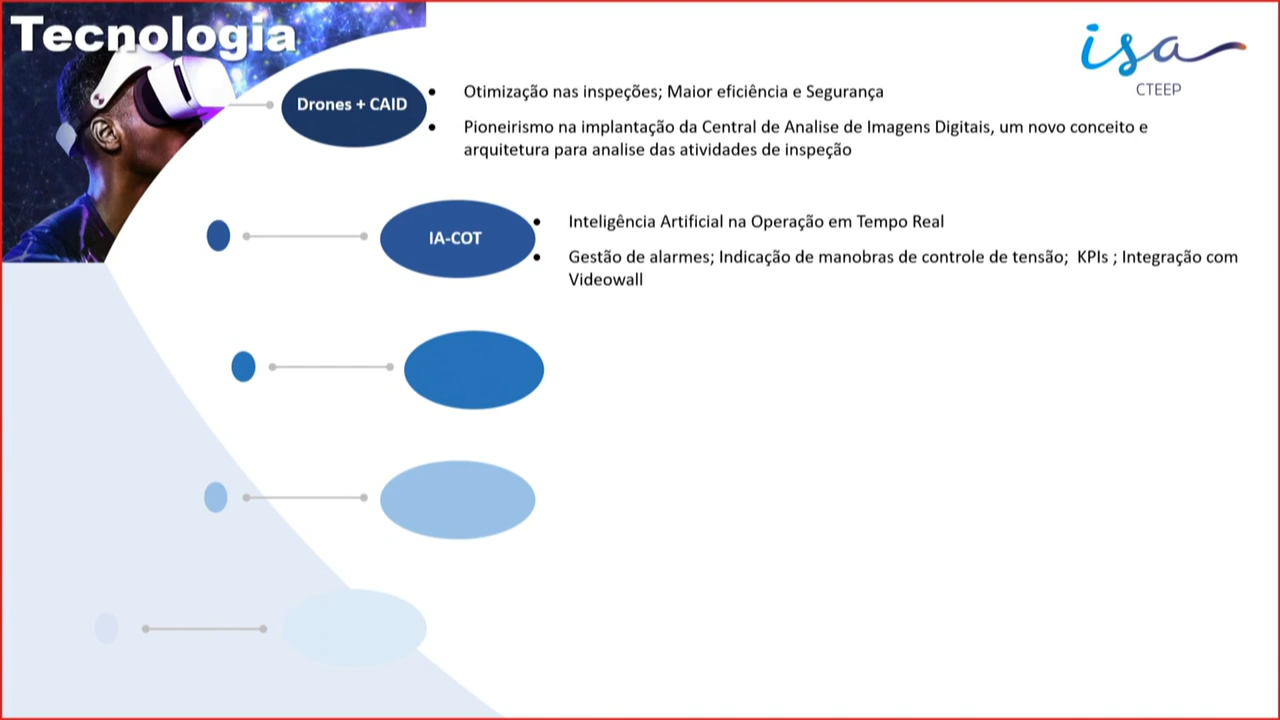 Tecnologia
isa
CTEEP
Drones + CAID
• Otimização nas inspeções; Maior eficiência e Segurança
• Pioneirismo na implantação da Central de Analise de Imagens Digitais, um novo conceito e
arquitetura para analise das atividades de inspeção
IA-COT
• Inteligência Artificial na Operação em Tempo Real
• Gestão de alarmes; Indicação de manobras de controle de tensão;  KPIs ; Integração com
Videowall